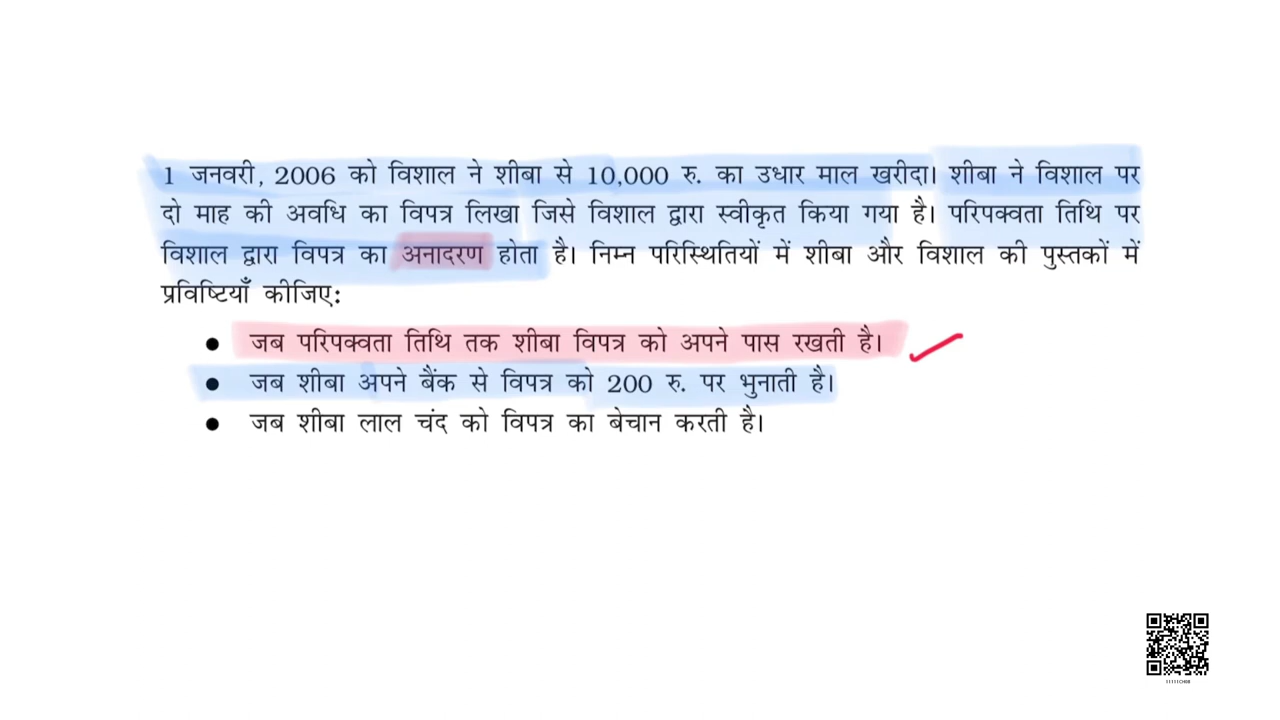 1 जनवरी, 2006 को विशाल ने शीबा से 10,000 रु. का उधार माल खरीदा। शीबा ने विशाल पर
दो माह की अवधि का विपत्र लिखा जिसे विशाल द्वारा स्वीकृत किया गया है। परिपक्वता तिथि पर
विशाल द्वारा विपत्र का अनादरण होता है। निम्न परिस्थितियों में शीबा और विशाल की पुस्तकों में
प्रविष्टियाँ कीजिए:
● जब परिपक्वता तिथि तक शीबा विपत्र को अपने पास रखती है।
● जब शीबा अपने बैंक से विपत्र को 200 रु. पर भुनाती है।
● जब शीबा लाल चंद को विपत्र का बेचान करती है।